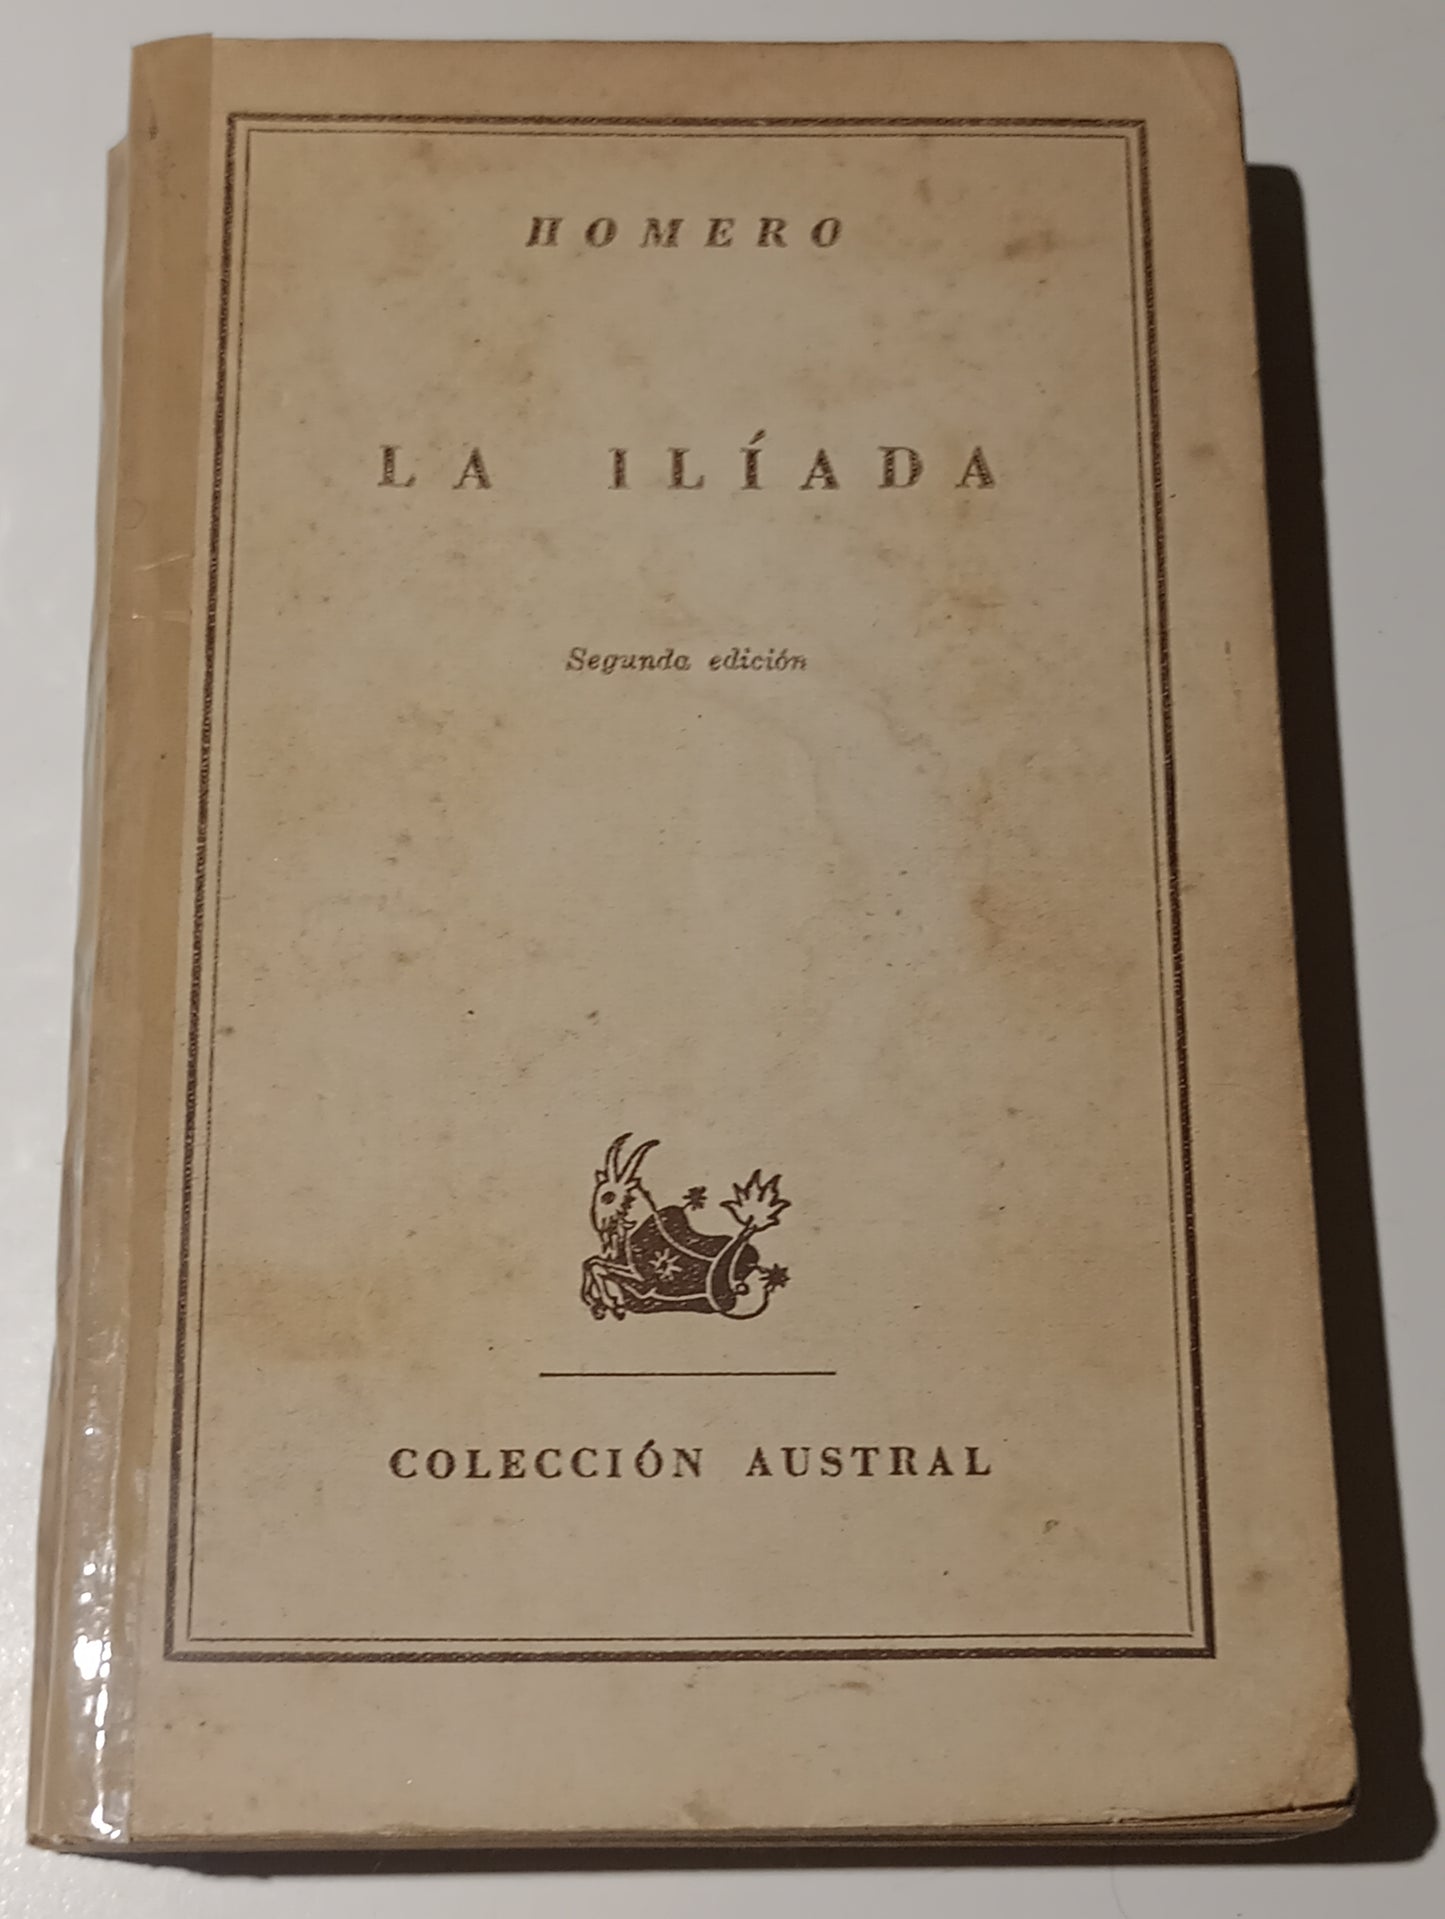 HOMERO
LA ILÍADA
Segunda edición
COLECCIÓN AUSTRAL